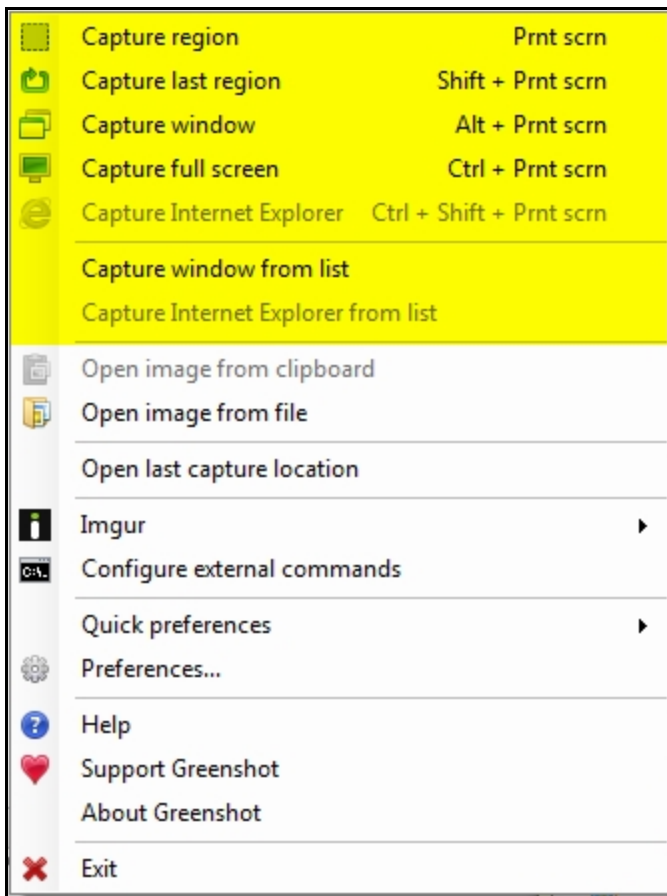 Capture region Prnt scrn
Capture last region Shift + Prnt scrn
Capture window Alt + Prnt scrn
Capture full screen Ctrl + Prnt scrn
Capture Internet Explorer Ctrl + Shift + Prnt scrn
Capture window from list
Capture Internet Explorer from list
Open image from clipboard
Open image from file
Open last capture location
Imgur
C:\. Configure external commands
Quick preferences
Preferences...
Help
Support Greenshot
About Greenshot
Exit